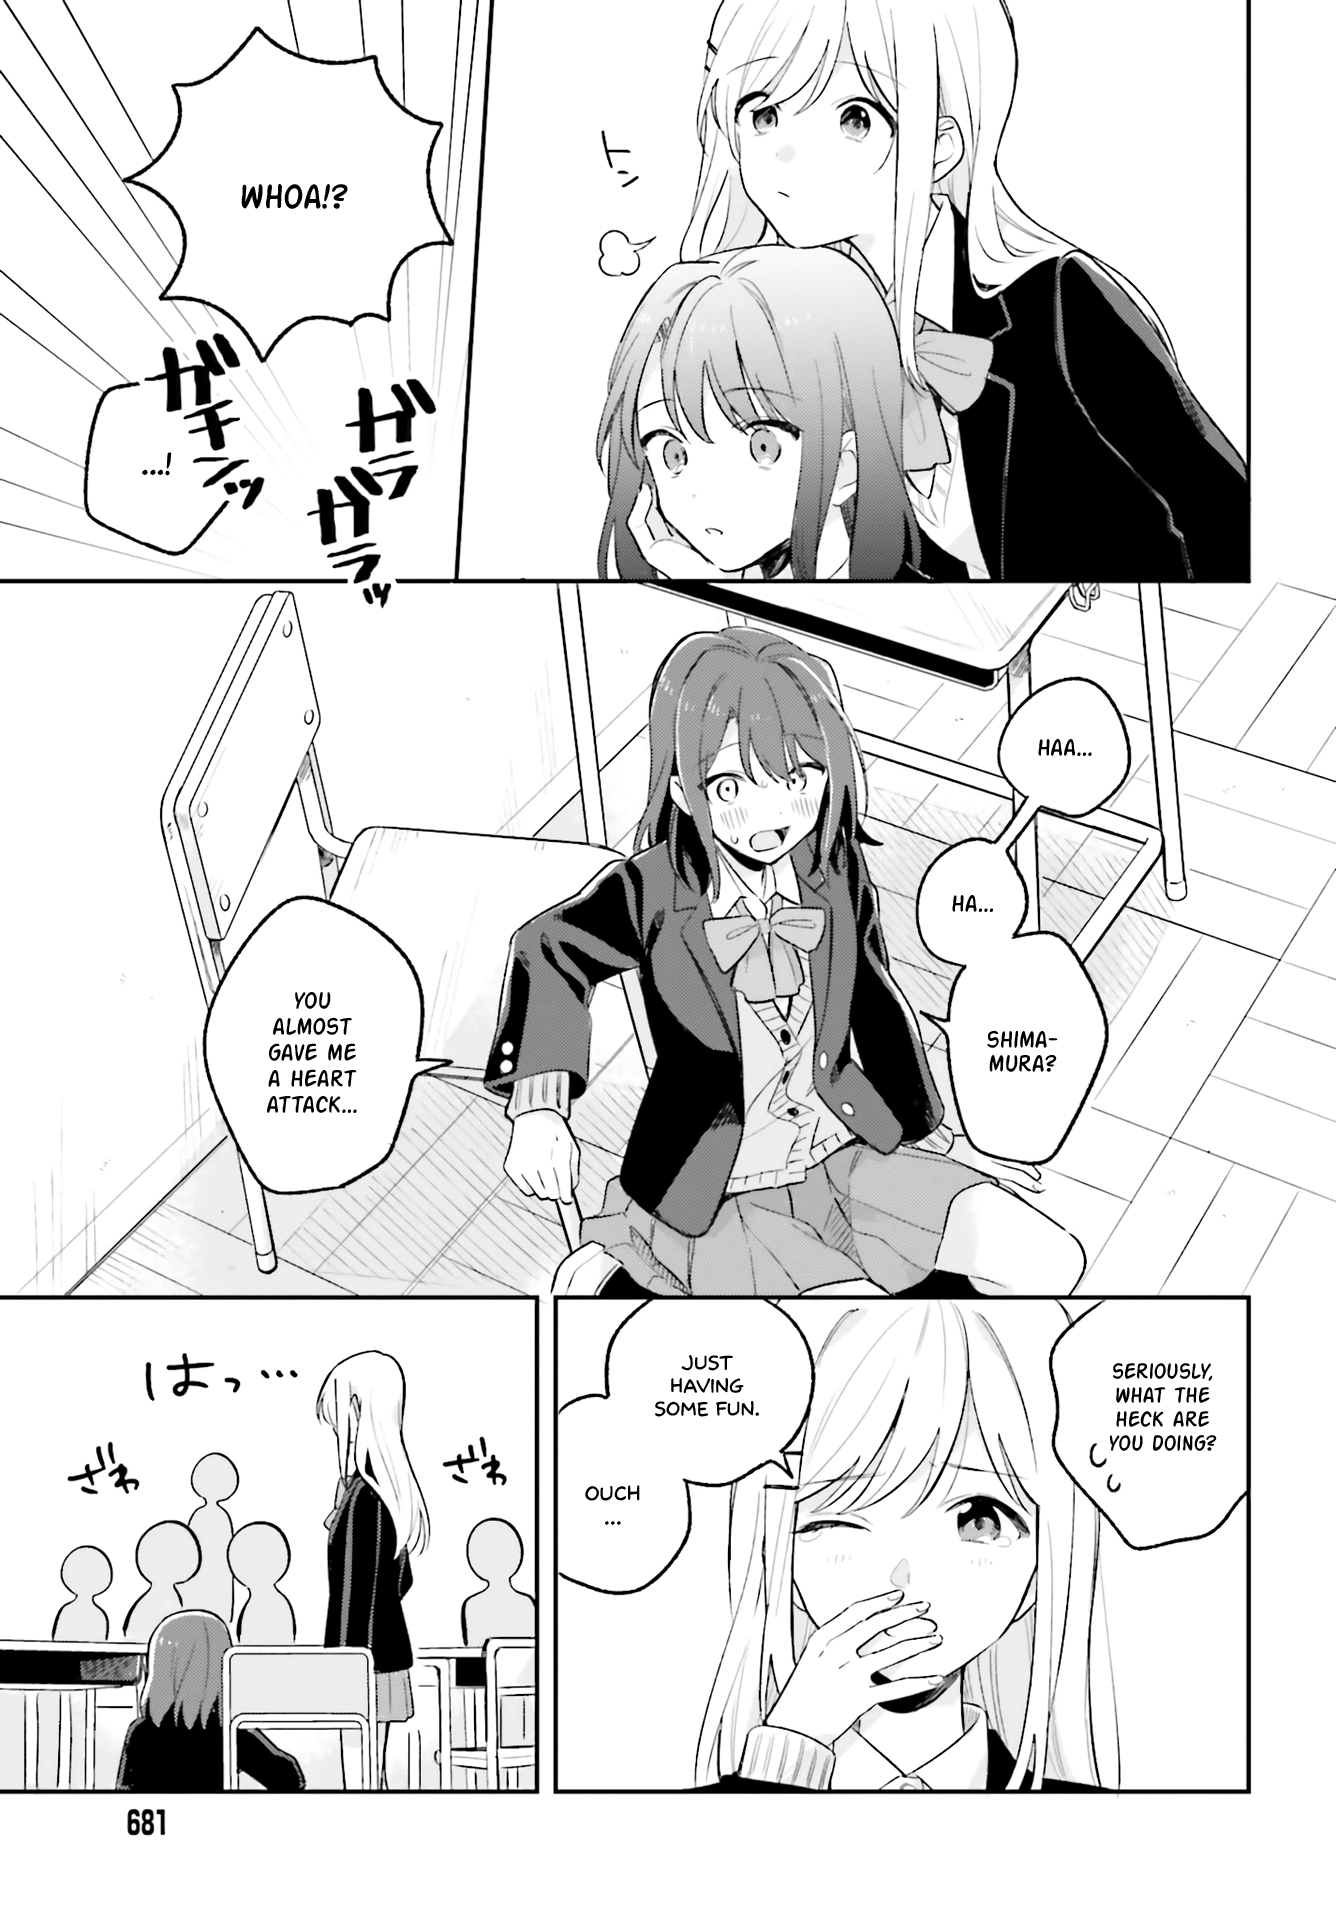 トン
WHOA!?
...!
ガチンッ
ガラ
ガラッ
HAA...
HA...
SHIMA-
MURA?
YOU
ALMOST
GAVE ME
A HEART
ATTACK...
SERIOUSLY,
WHAT THE
HECK ARE
YOU DOING?
JUST
HAVING
SOME FUN.
OUCH
...
はっ…
ざわ
ざわ
681